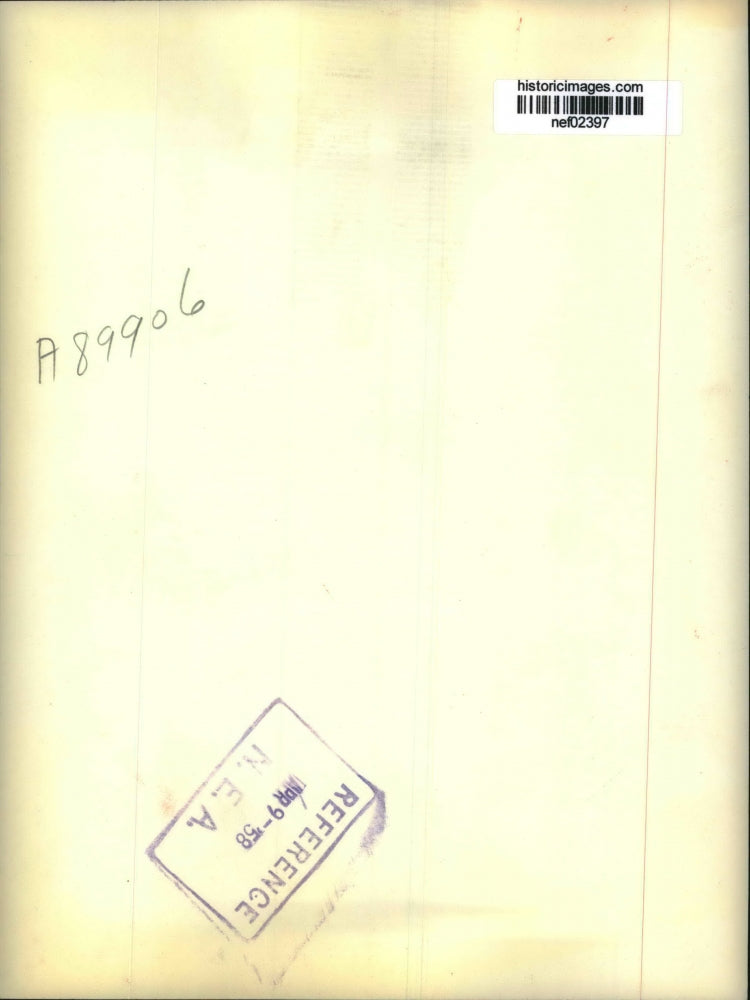 historicimages.com
nef02397
A89906
REFERENCE
APR 9-'58
N. E. A.